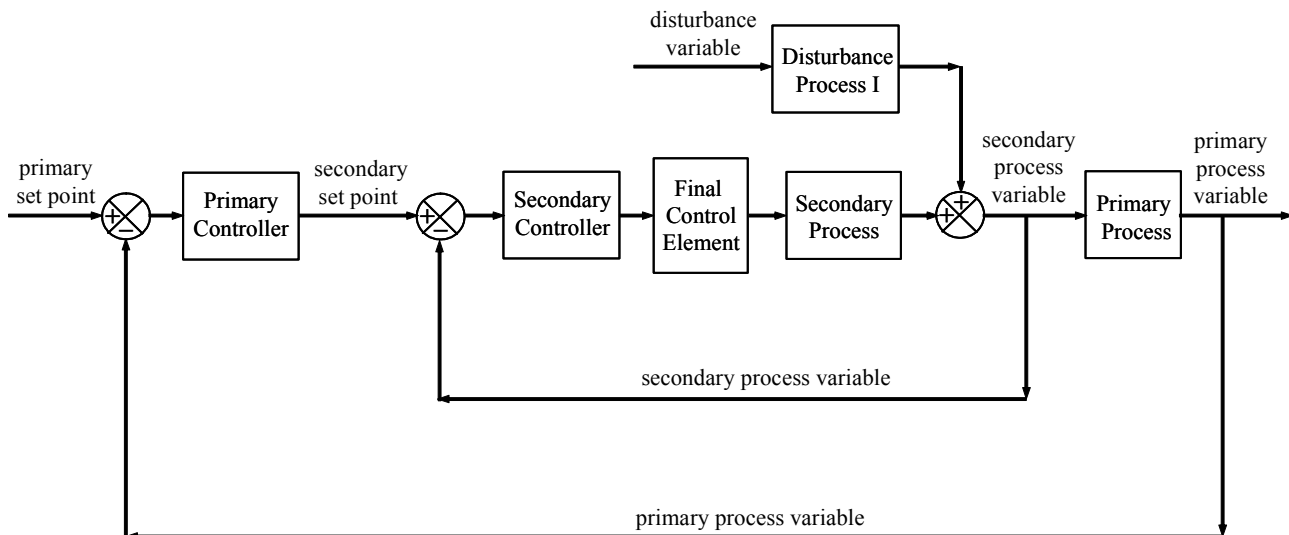 disturbance
variable
Disturbance
Process I
primary
set point
+
−
Primary
Controller
secondary
set point
+
−
Secondary
Controller
Final
Control
Element
Secondary
Process
+
+
secondary
process
variable
Primary
Process
primary
process
variable
secondary process variable
primary process variable